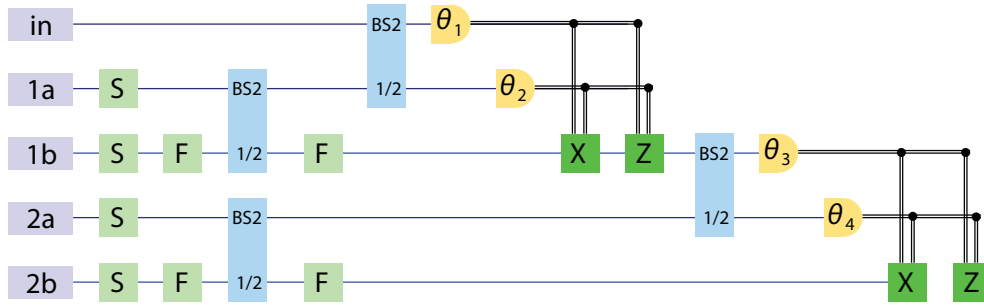 in BS2 θ1
1a S BS2 1/2 θ2
1b S F 1/2 F X Z BS2 θ3
2a S BS2 1/2 θ4
2b S F 1/2 F X Z